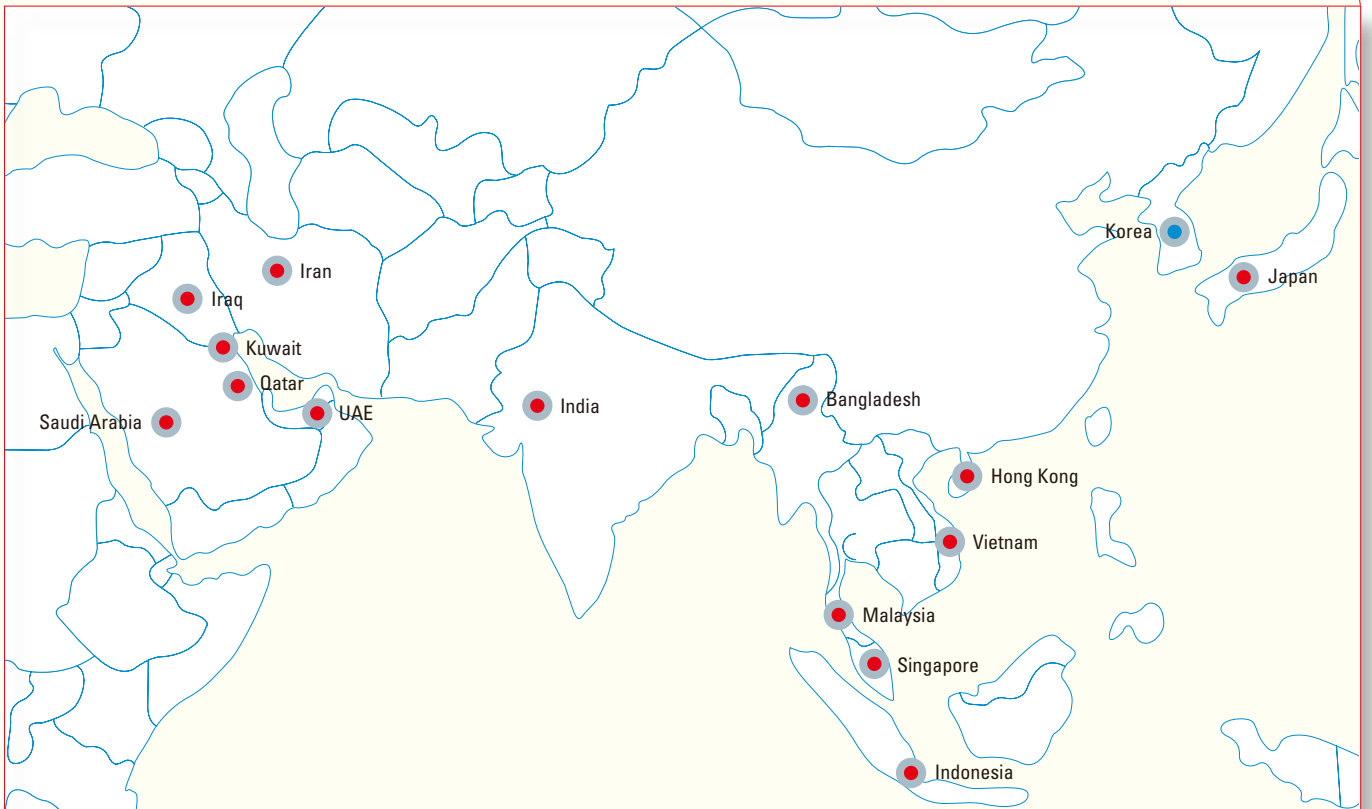 Korea
Iran
Japan
Iraq
Kuwait
Qatar
Bangladesh
India
UAE
Saudi Arabia
Hong Kong
Vietnam
Malaysia
Singapore
Indonesia